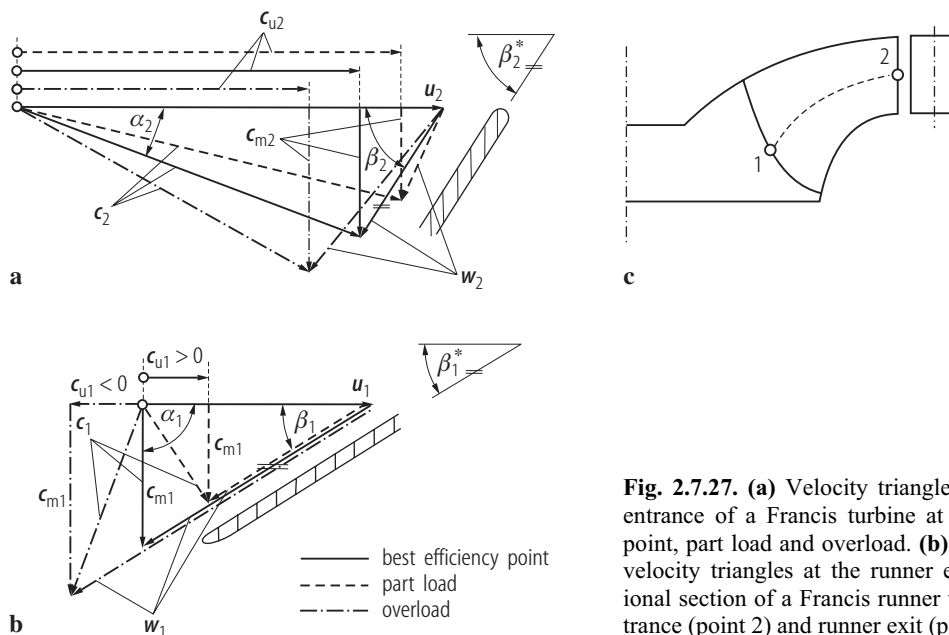 c_u2
u_2
β_2^*
α_2
c_m2
β_2
c_2
w_2
a
2
1
c
c_u1 > 0
c_u1 < 0
u_1
β_1^*
α_1
β_1
c_1
c_m1
c_m1
c_m1
w_1
best efficiency point
part load
overload
b
Fig. 2.7.27. (a) Velocity triangle
entrance of a Francis turbine at
point, part load and overload. (b)
velocity triangles at the runner e
ional section of a Francis runner
trance (point 2) and runner exit (p